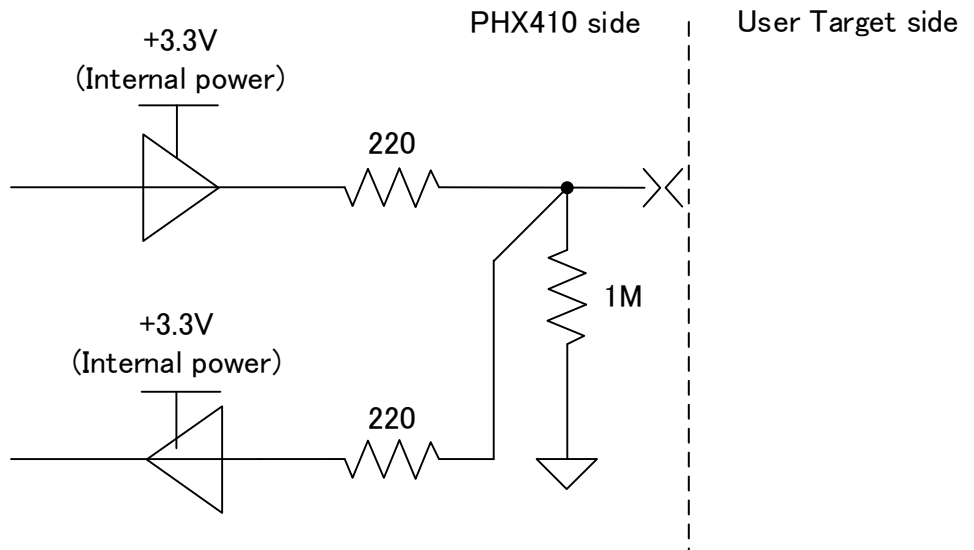 PHX410 side
User Target side
+3.3V
(Internal power)
220
1M
+3.3V
(Internal power)
220